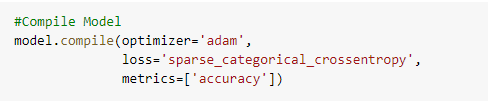 #Compile Model
model.compile(optimizer='adam',
              loss='sparse_categorical_crossentropy',
              metrics=['accuracy'])